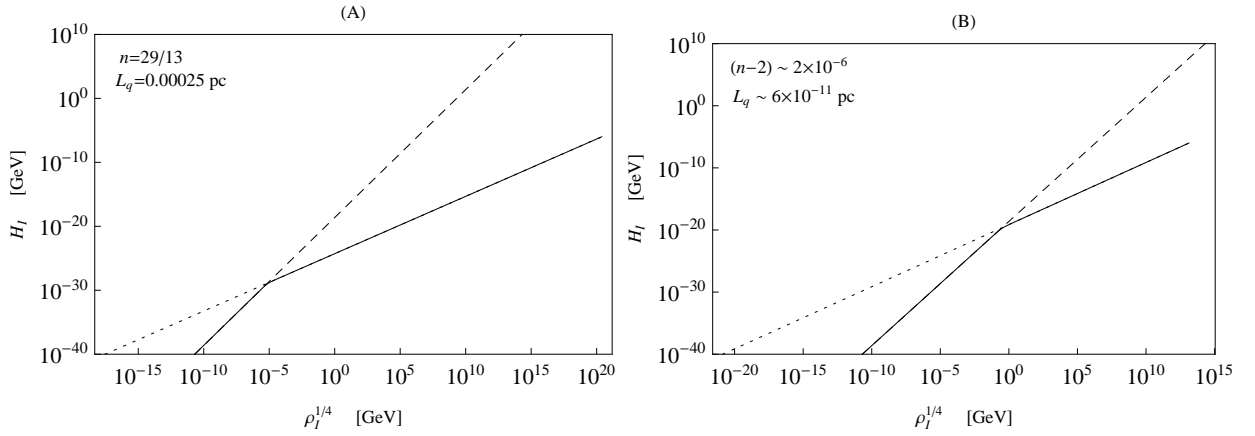 (A)
n=29/13
L_q=0.00025 pc
10^10
10^0
10^-10
10^-20
10^-30
10^-40
H_I [GeV]
10^-15 10^-10 10^-5 10^0 10^5 10^10 10^15 10^20
ρ_I^1/4 [GeV]
(B)
(n−2) ∼ 2×10^-6
L_q ∼ 6×10^-11 pc
10^10
10^0
10^-10
10^-20
10^-30
10^-40
H_I [GeV]
10^-20 10^-15 10^-10 10^-5 10^0 10^5 10^10 10^15
ρ_I^1/4 [GeV]